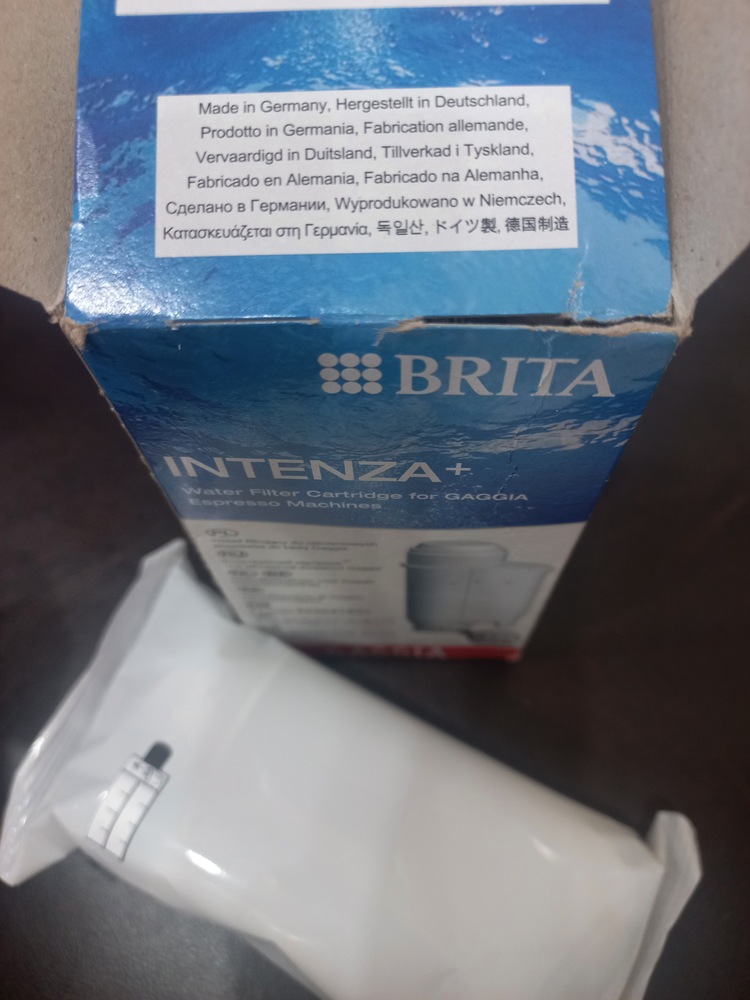 Made in Germany, Hergestellt in Deutschland,
Prodotto in Germania, Fabrication allemande,
Vervaardigd in Duitsland, Tillverkad i Tyskland,
Fabricado en Alemania, Fabricado na Alemanha,
Сделано в Германии, Wyprodukowano w Niemczech,
Κατασκευάζεται στη Γερμανία, 독일산, ドイツ製, 德国制造
BRITA
INTENZA+
Water Filter Cartridge for GAGGIA
Espresso Machines
GAGGIA